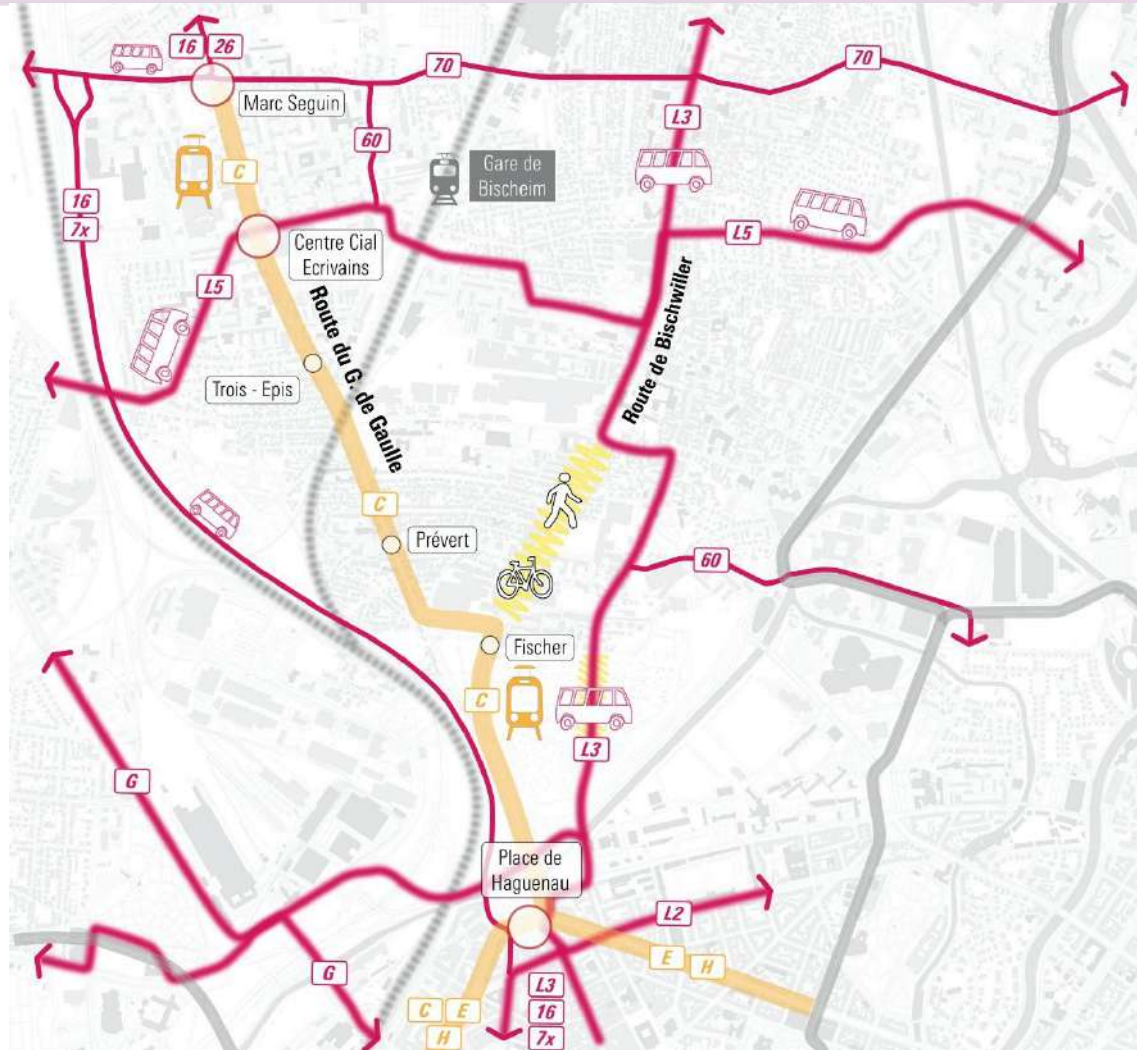 16 26
70
70
Marc Seguin
L3
60
C
Gare de
Bischeim
16
7x
Centre Cial
Ecrivains
L5
L5
Route du G. de Gaulle
Route de Bischwiller
Trois - Epis
C
Prévert
60
Fischer
C
L3
G
Place de
Haguenau
L2
E
H
G
C E
H
L3
16
7x